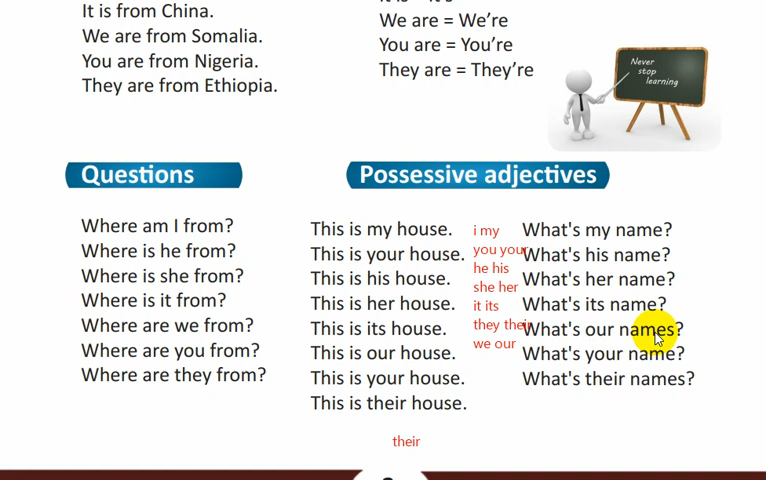 It is from China.
We are from Somalia.
You are from Nigeria.
They are from Ethiopia.
We are = We're
You are = You're
They are = They're
Never
stop
learning
Questions
Where am I from?
Where is he from?
Where is she from?
Where is it from?
Where are we from?
Where are you from?
Where are they from?
Possessive adjectives
This is my house.
This is your house.
This is his house.
This is her house.
This is its house.
This is our house.
This is your house.
This is their house.
i my
you your
he his
she her
it its
they their
we our
their
What's my name?
What's his name?
What's her name?
What's its name?
What's our names?
What's your name?
What's their names?